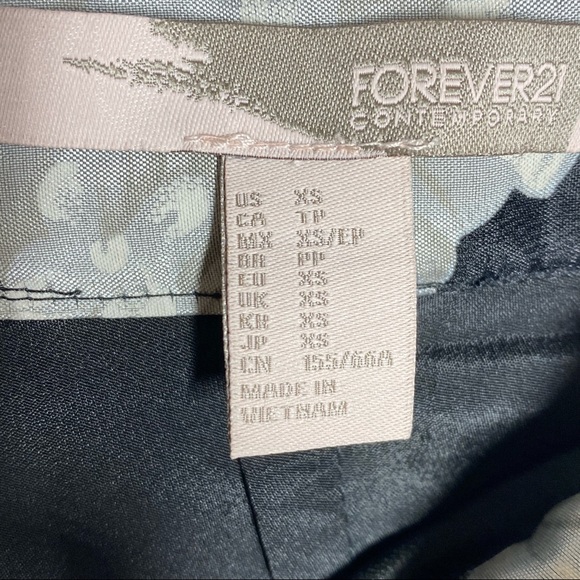 FOREVER21
CONTEMPORARY
US XS
CA TP
MX XS/EP
BR PP
EU XS
UK XS
KR XS
JP XS
CN 155/66A
MADE IN
VIETNAM